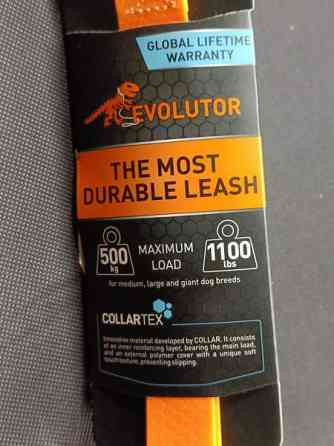 GLOBAL LIFETIME
WARRANTY
EVOLUTOR
THE MOST
DURABLE LEASH
500
kg
MAXIMUM
LOAD
1100
lbs
for medium, large and giant dog breeds
COLLARTEX
Innovative material developed by COLLAR. It consists
of an inner reinforcing layer, bearing the main load,
and an external polymer cover with a unique soft
touch texture, preventing slipping.